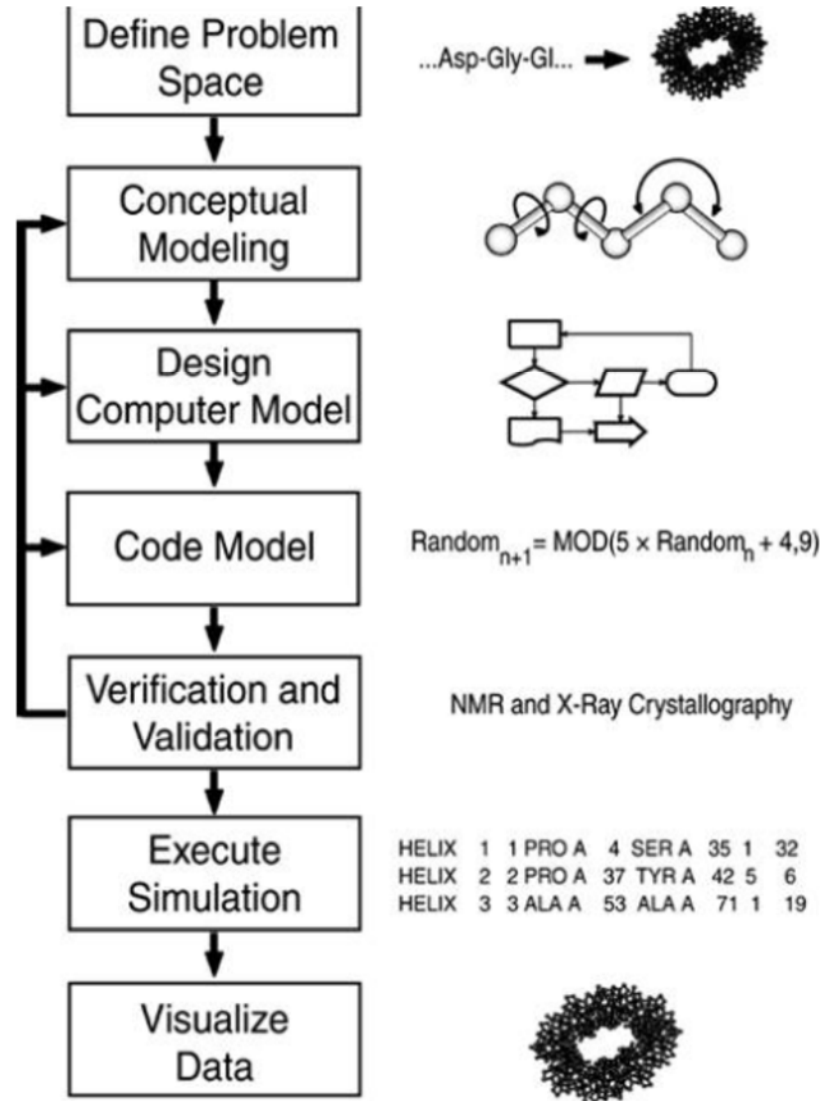 Define Problem
Space
...Asp-Gly-Gl...
Conceptual
Modeling
Design
Computer Model
Code Model
Random n+1 = MOD(5 × Random n + 4,9)
Verification and
Validation
NMR and X-Ray Crystallography
Execute
Simulation
HELIX 1 1 PRO A 4 SER A 35 1 32
HELIX 2 2 PRO A 37 TYR A 42 5 6
HELIX 3 3 ALA A 53 ALA A 71 1 19
Visualize
Data